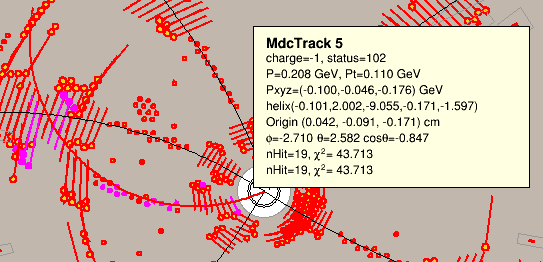 MdcTrack 5
charge=-1, status=102
P=0.208 GeV, Pt=0.110 GeV
Pxyz=(-0.100,-0.046,-0.176) GeV
helix(-0.101,2.002,-9.055,-0.171,-1.597)
Origin (0.042, -0.091, -0.171) cm
ϕ=-2.710 θ=2.582 cosθ=-0.847
nHit=19, χ²= 43.713
nHit=19, χ²= 43.713